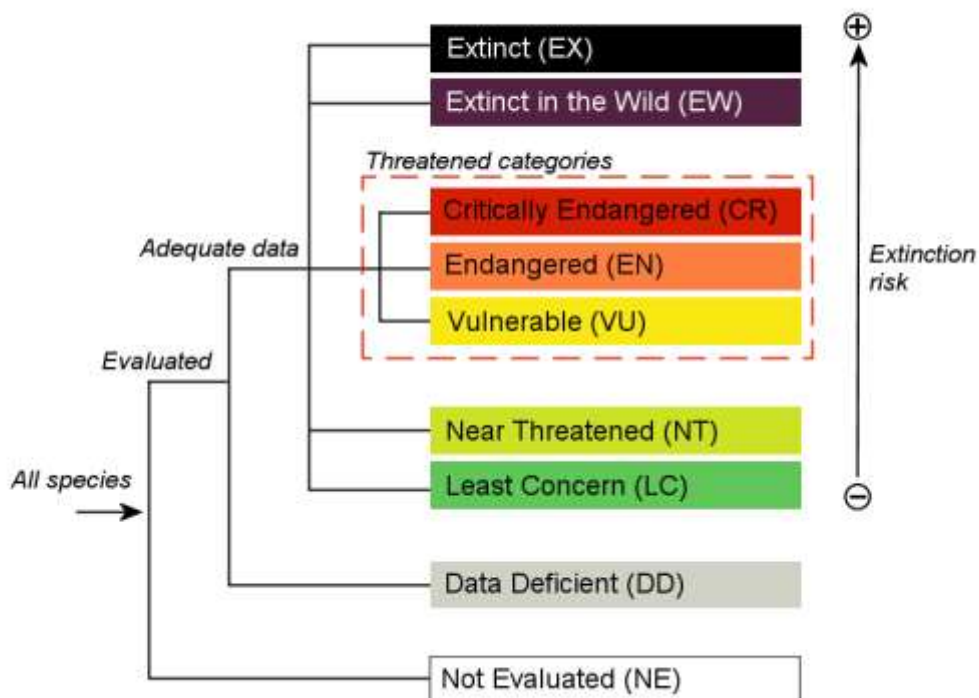 Extinct (EX)
Extinct in the Wild (EW)
Threatened categories
Critically Endangered (CR)
Adequate data
Endangered (EN)
Extinction
risk
Vulnerable (VU)
Evaluated
Near Threatened (NT)
All species
Least Concern (LC)
Data Deficient (DD)
Not Evaluated (NE)